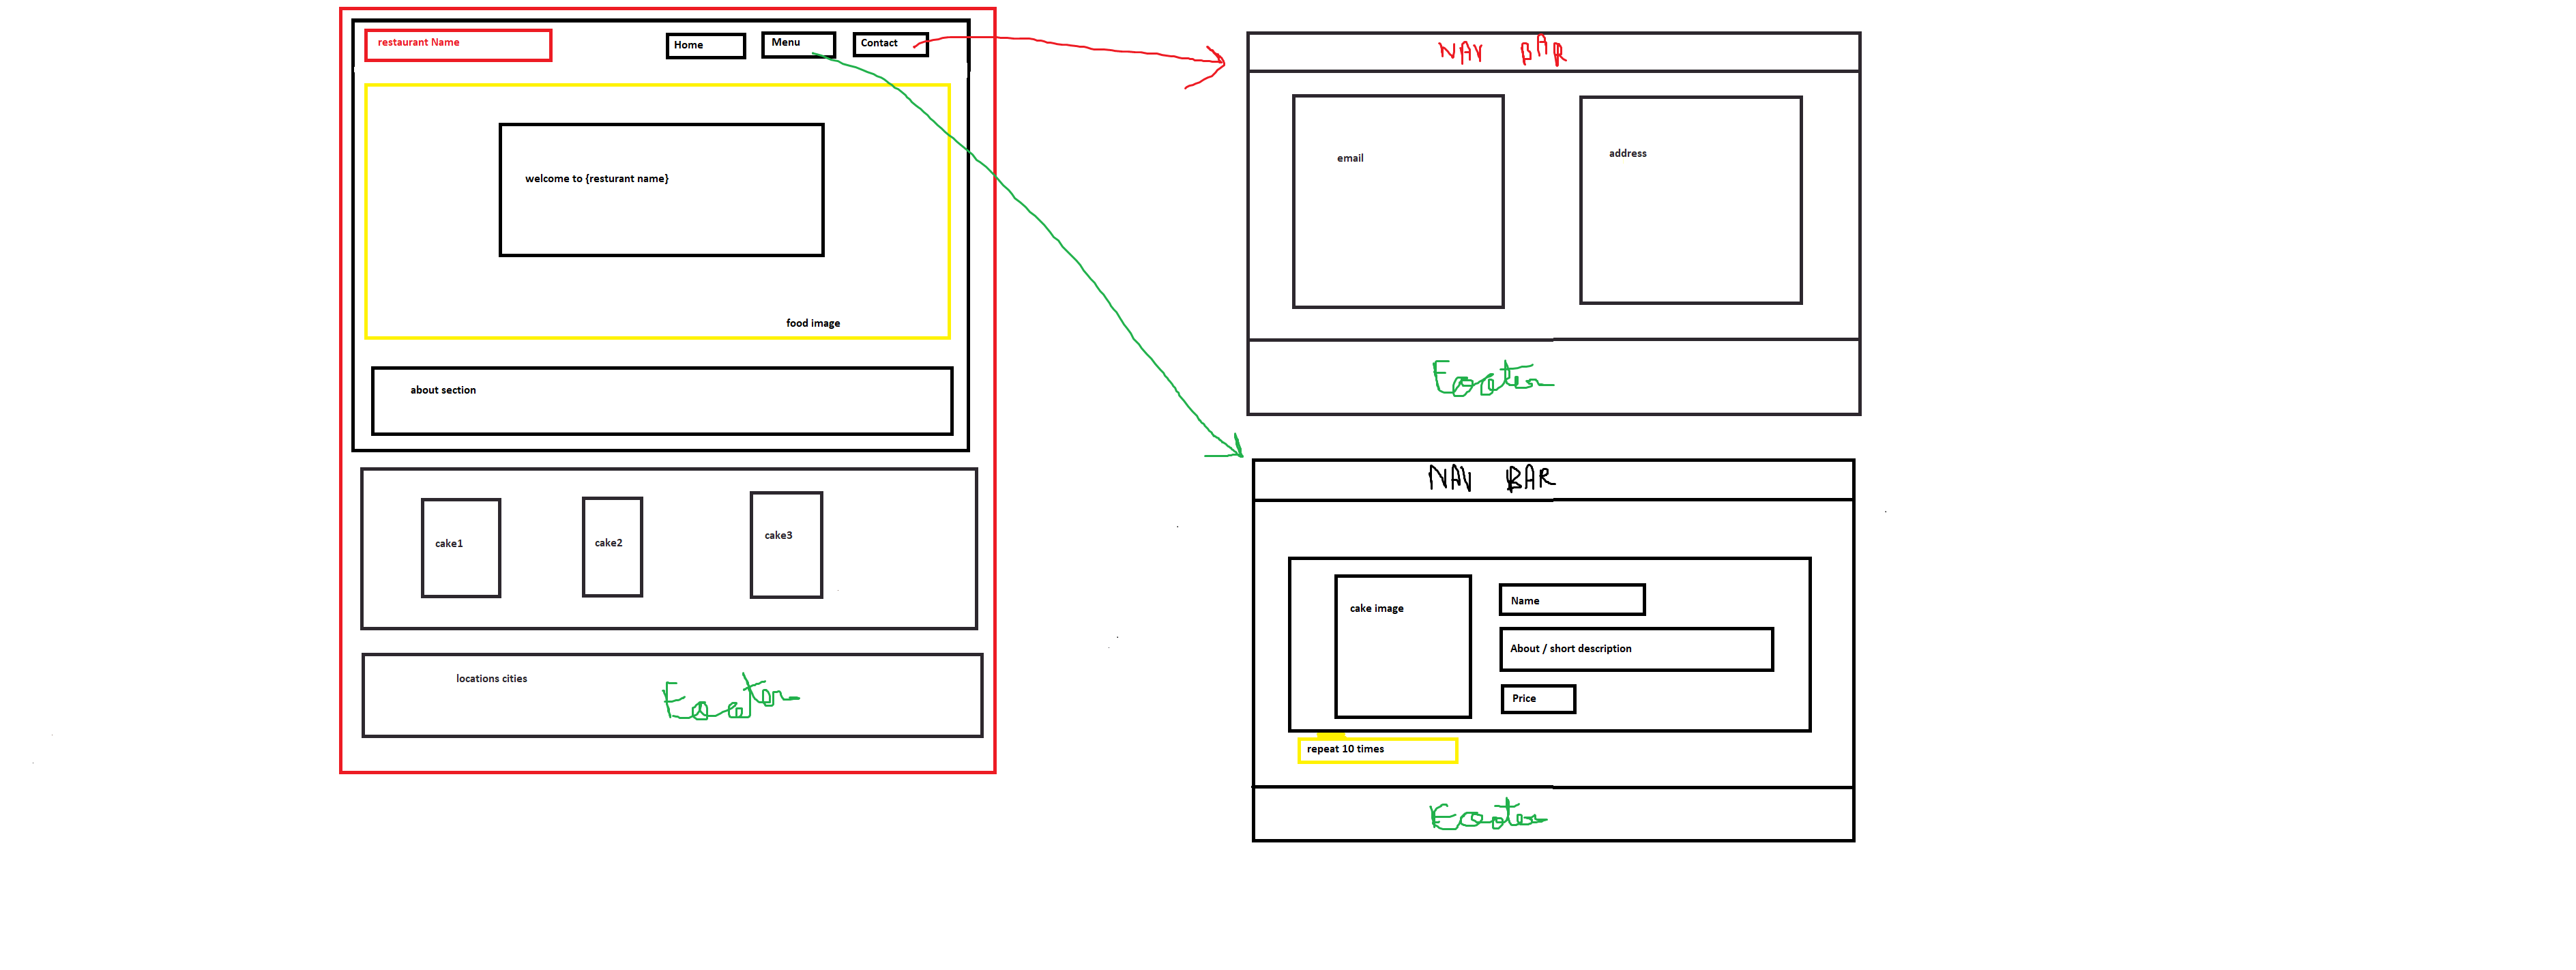 restaurant Name
Home
Menu
Contact
welcome to {resturant name}
food image
about section
cake1
cake2
cake3
locations cities
Footer
NAV BAR
email
address
Footer
NAV BAR
cake image
Name
About / short description
Price
repeat 10 times
Footer